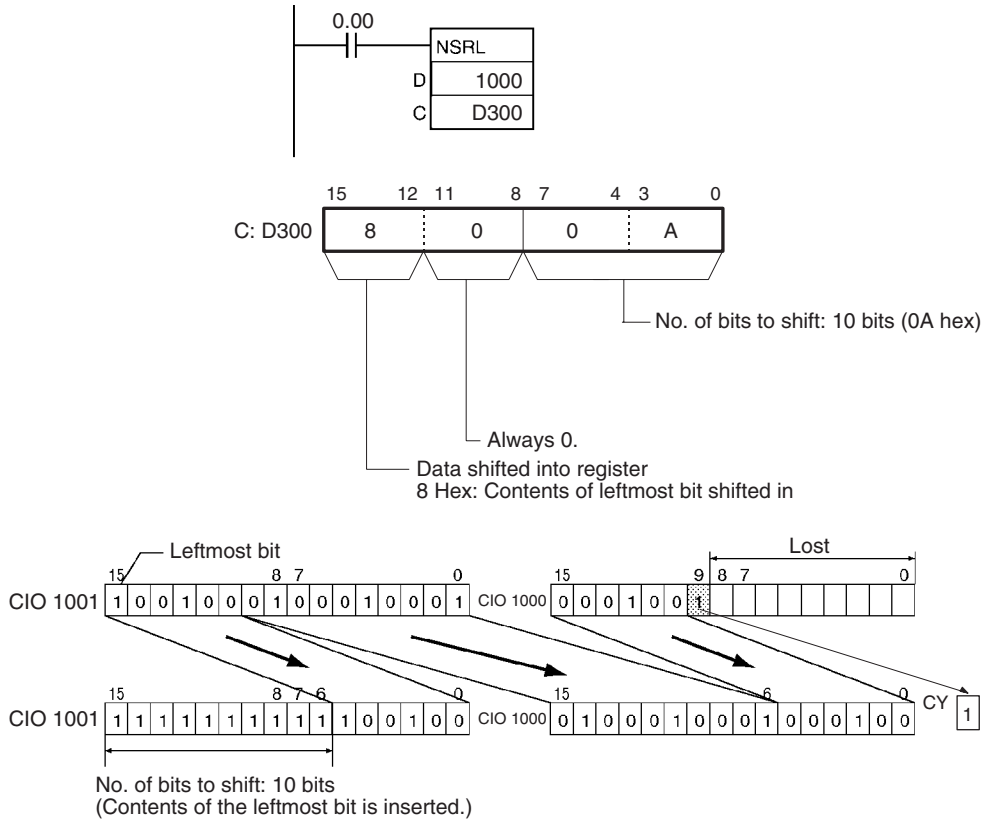 0.00
NSRL
D 1000
C D300
15 12 11 8 7 4 3 0
C: D300 8 0 0 A
No. of bits to shift: 10 bits (0A hex)
Always 0.
Data shifted into register
8 Hex: Contents of leftmost bit shifted in
Leftmost bit
Lost
15 8 7 0 15 9 8 7 0
CIO 1001 1 0 0 1 0 0 0 1 0 0 0 1 0 0 0 1 CIO 1000 0 0 0 1 0 0 1
15 8 7 6 0 15 6 0
CIO 1001 1 1 1 1 1 1 1 1 1 1 1 0 0 1 0 0 CIO 1000 0 1 0 0 0 1 0 0 0 1 0 0 0 1 0 0 CY 1
No. of bits to shift: 10 bits
(Contents of the leftmost bit is inserted.)